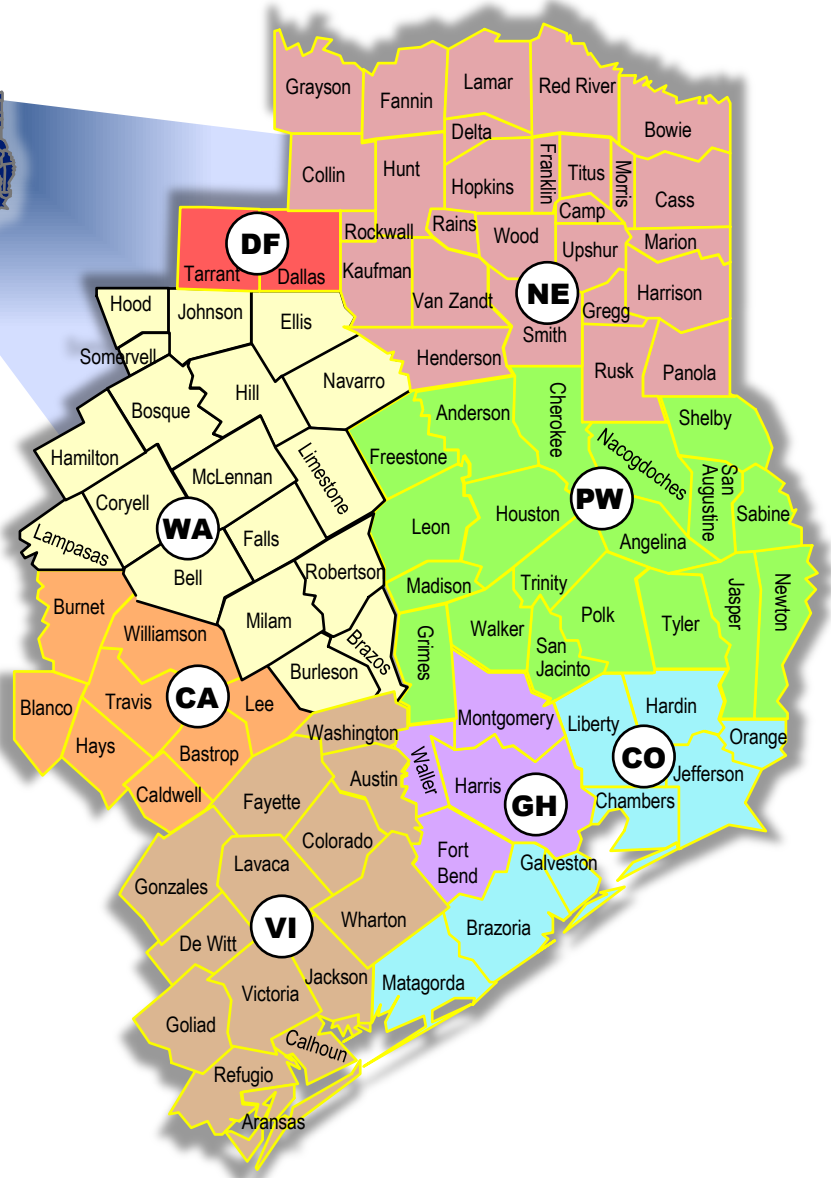 Grayson
Fannin
Lamar
Red River
Bowie
Delta
Collin
Hunt
Hopkins
Franklin
Titus
Morris
Cass
Camp
Rockwall
Rains
Wood
Upshur
Marion
DF
Tarrant
Dallas
Kaufman
Van Zandt
NE
Smith
Gregg
Harrison
Henderson
Rusk
Panola
Hood
Johnson
Ellis
Somervell
Navarro
Bosque
Hill
Hamilton
McLennan
Limestone
Coryell
WA
Falls
Lampasas
Bell
Robertson
Milam
Brazos
Burleson
Anderson
Cherokee
Shelby
Freestone
Nacogdoches
San
Augustine
Sabine
PW
Houston
Leon
Angelina
Madison
Trinity
Jasper
Newton
Polk
Tyler
Grimes
Walker
San
Jacinto
Burnet
Williamson
Blanco
Travis
CA
Lee
Hays
Bastrop
Caldwell
Montgomery
Waller
Harris
GH
Fort
Bend
Liberty
Hardin
Orange
CO
Jefferson
Chambers
Galveston
Brazoria
Matagorda
Washington
Austin
Fayette
Colorado
Lavaca
Gonzales
VI
Wharton
De Witt
Jackson
Victoria
Goliad
Calhoun
Refugio
Aransas